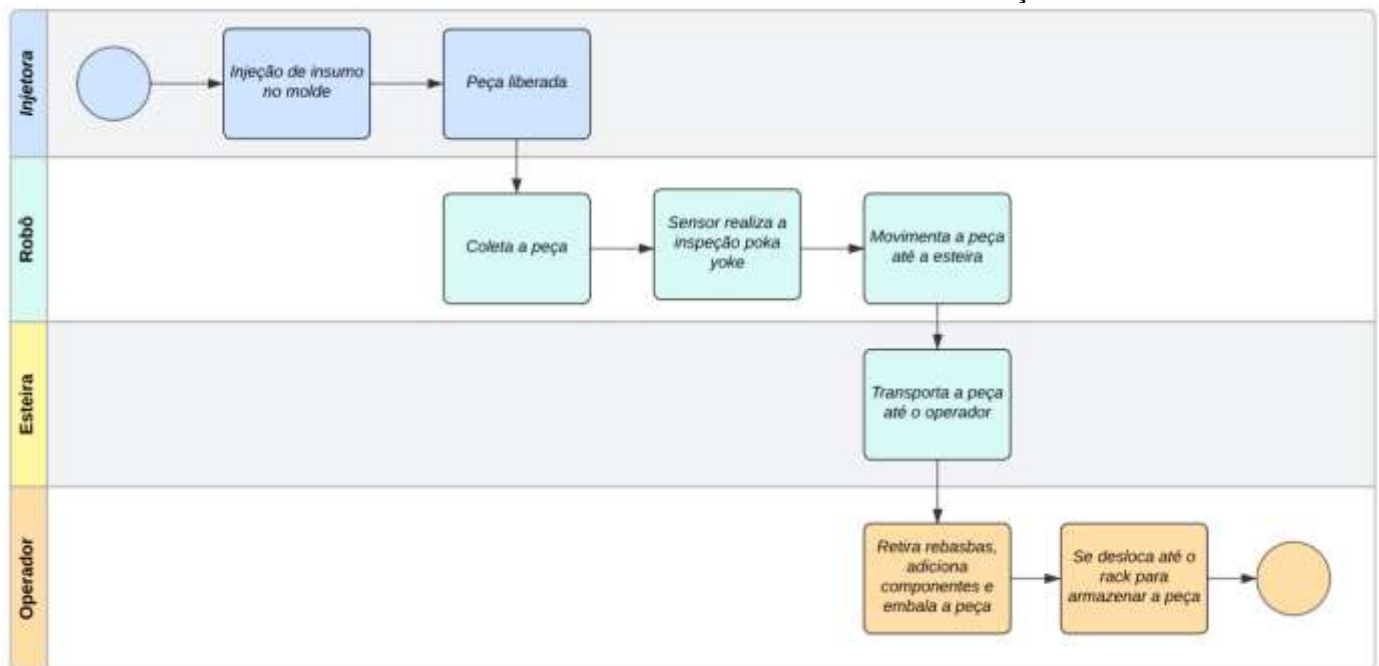 Injetora
Injeção de insumo
no molde
Peça liberada
Robô
Coleta a peça
Sensor realiza a
inspeção poka
yoke
Movimenta a peça
até a esteira
Esteira
Transporta a peça
até o operador
Operador
Retira rebasbas,
adiciona
componentes e
embala a peça
Se desloca até o
rack para
armazenar a peça